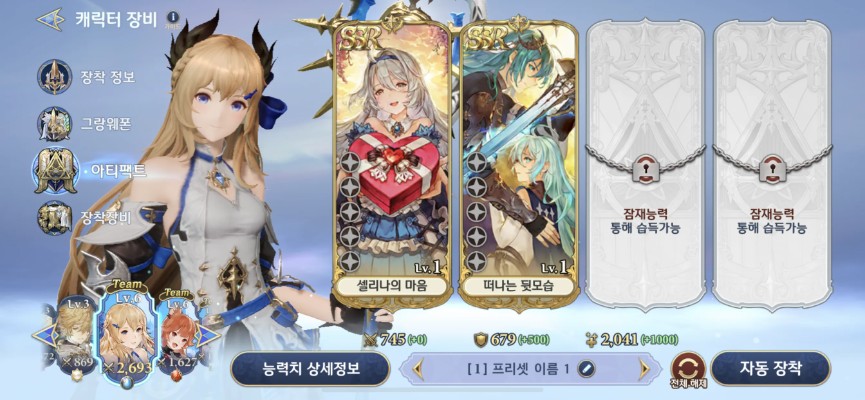 캐릭터 장비
장착 정보
그랑웨폰
아티팩트
장착장비
SSR
Lv.1
셀리나의 마음
SSR
Lv.1
떠나는 뒷모습
잠재능력
통해 습득가능
잠재능력
통해 습득가능
Lv.3
×869
Team
Lv.6
×2,693
Team
Lv.6
×1,627
745(+0)
679(+500)
2,041(+1000)
능력치 상세정보
[1] 프리셋 이름 1
전체 해제
자동 장착